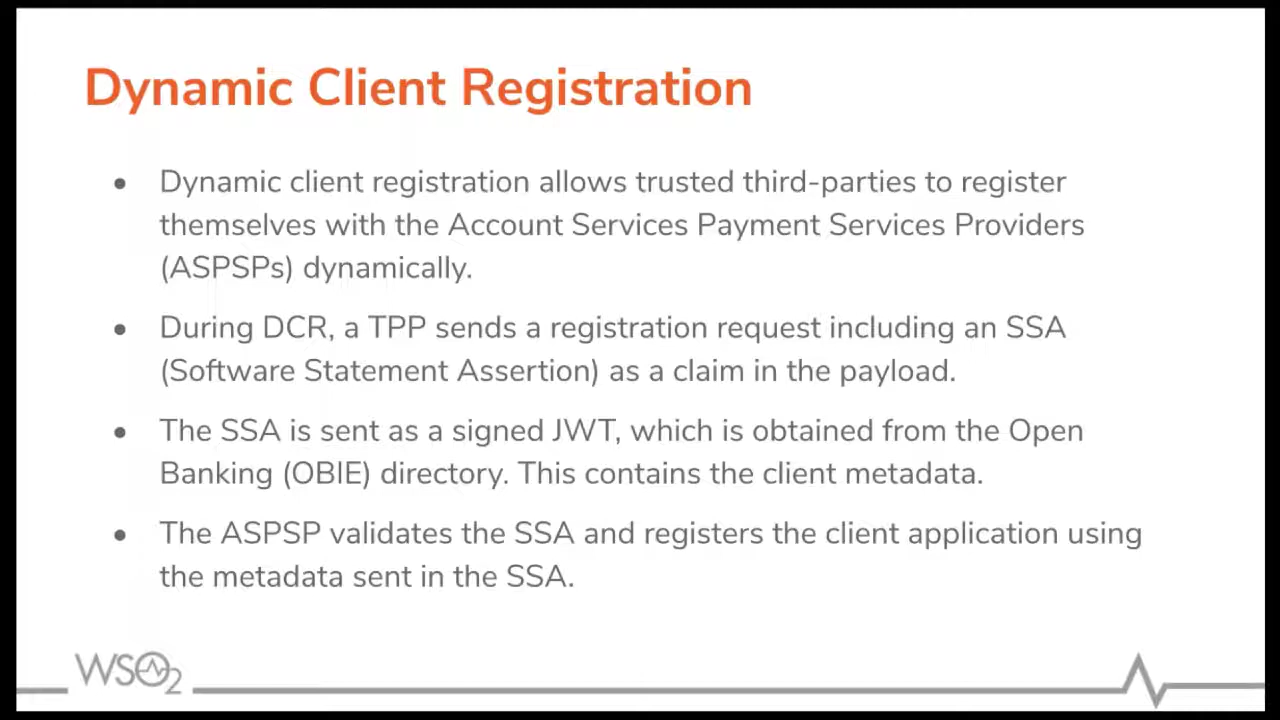 Dynamic Client Registration
• Dynamic client registration allows trusted third-parties to register
themselves with the Account Services Payment Services Providers
(ASPSPs) dynamically.
• During DCR, a TPP sends a registration request including an SSA
(Software Statement Assertion) as a claim in the payload.
• The SSA is sent as a signed JWT, which is obtained from the Open
Banking (OBIE) directory. This contains the client metadata.
• The ASPSP validates the SSA and registers the client application using
the metadata sent in the SSA.
WSO2